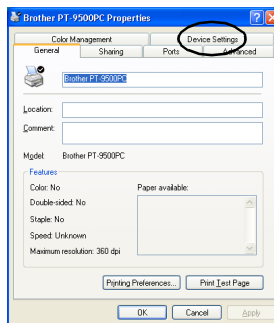 Brother PT-9500PC Properties
Color Management
Device Settings
General
Sharing
Ports
Advanced
Brother PT-9500PC
Location:
Comment:
Model: Brother PT-9500PC
Features
Color: No
Paper available:
Double-sided: No
Staple: No
Speed: Unknown
Maximum resolution: 360 dpi
Printing Preferences...
Print Test Page
OK
Cancel
Apply